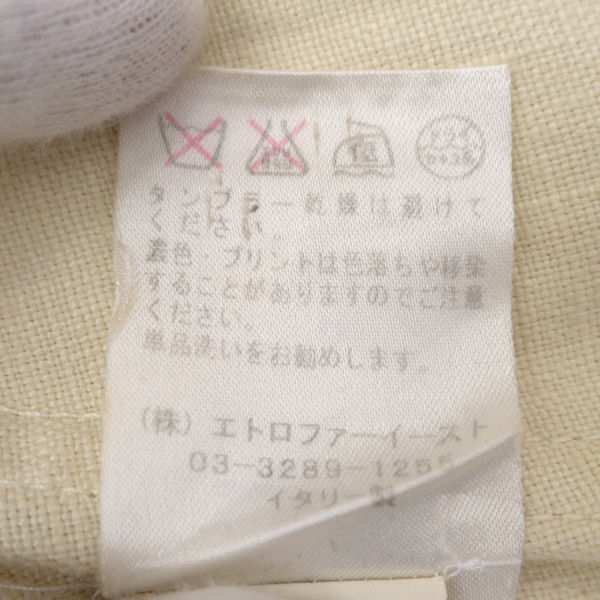 タンブラー乾燥は避けて
ください。
濃色・プリントは色落ちや移染
することがありますのでご注意
ください。
単品洗いをお勧めします。
(株) エトロファーイースト
03-3289-1255
イタリー製